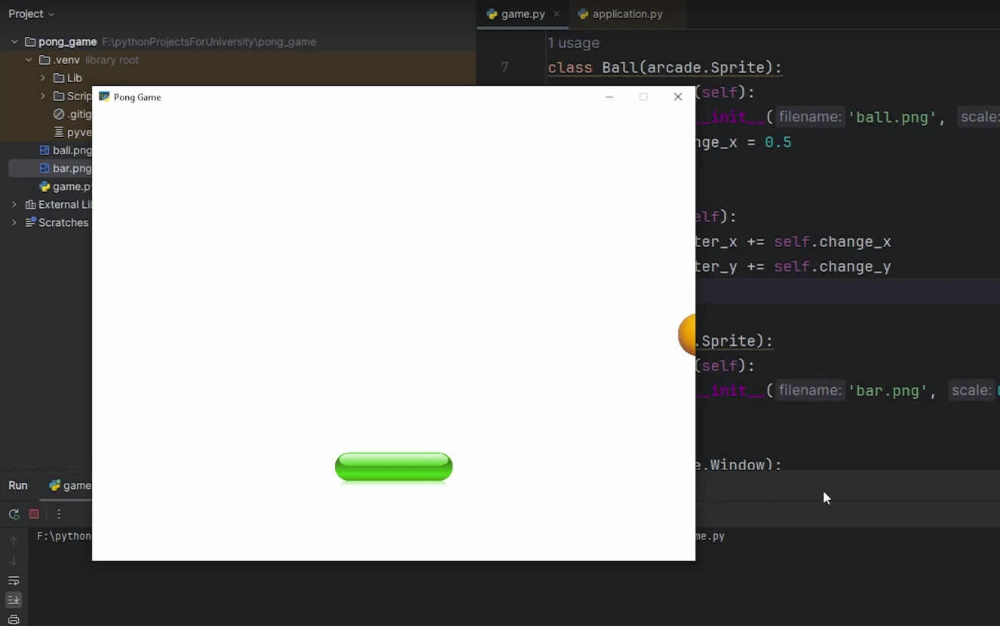 Project
pong_game F:\pythonProjectsForUniversity\pong_game
.venv library root
Lib
Scrip
.gitig
pyve
ball.png
bar.png
game.p
External Lil
Scratches
game.py
application.py
1 usage
7 class Ball(arcade.Sprite):
(self):
__init__( filename: 'ball.png', scale:
nge_x = 0.5
elf):
ter_x += self.change_x
ter_y += self.change_y
.Sprite):
(self):
__init__( filename: 'bar.png', scale: 0
e.Window):
Pong Game
Run game
F:\python
me.py